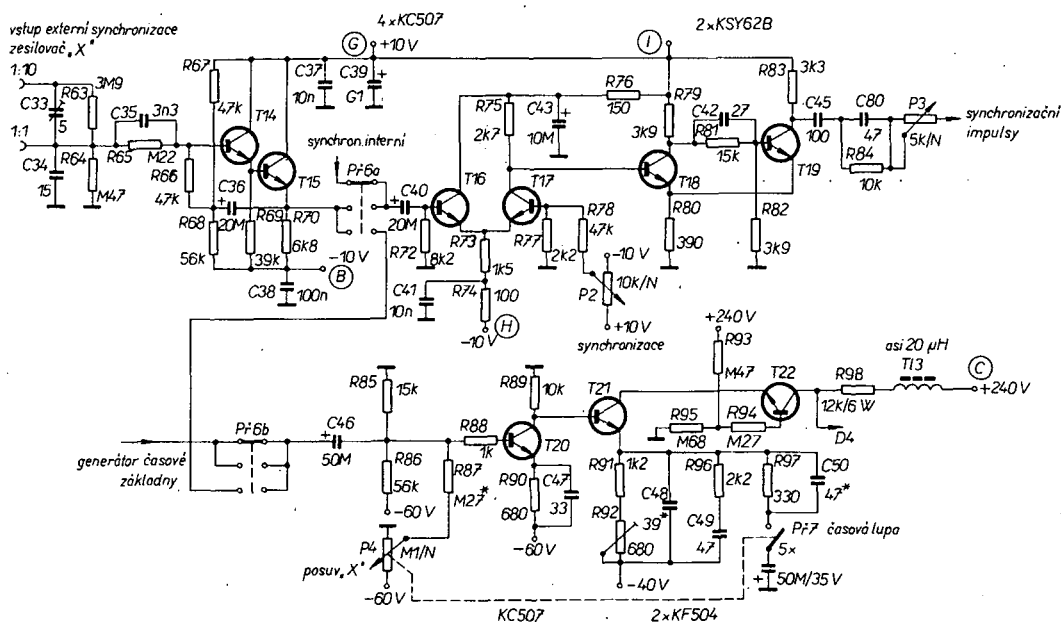 4×KC507
2×KSY62B
vstup externí synchronizace
zesilovač „X"
G
+10 V
I
1:10
C33
5
R63
3M9
C35
3n3
R67
47k
T14
C37
10n
C39
G1
R75
2k7
C43
10M
R76
150
R79
3k9
C42
27
R81
15k
R83
3k3
C45
100
C80
47
P3
5k/N
synchronizační
impulsy
1:1
C34
15
R64
M47
R65
M22
R66
47k
C36
20M
T15
synchron.interní
Př6a
C40
20M
T16
T17
T18
T19
R84
10k
R68
56k
R69
39k
R70
6k8
-10 V
B
C38
100n
R72
8k2
R73
1k5
C41
10n
R74
100
-10V
H
R77
2k2
R78
47k
-10 V
P2
10k/N
+10V
synchronizace
R80
390
R82
3k9
+240V
R93
M47
asi 20 µH
Tl3
C
+240V
R85
15k
R89
10k
T21
T22
R98
12k/6 W
D4
generátor časové
základny
Př6b
C46
50M
R86
56k
-60 V
R87
M27*
R88
1k
T20
R90
680
C47
33
-60V
R95
M68
R94
M27
R91
1k2
R92
680
C48
39*
R96
2k2
C49
47
R97
330
C50
47*
P4
M1/N
posuv „X"
-60V
-40V
Př7 časová lupa
5x
50M/35 V
KC507
2×KF504